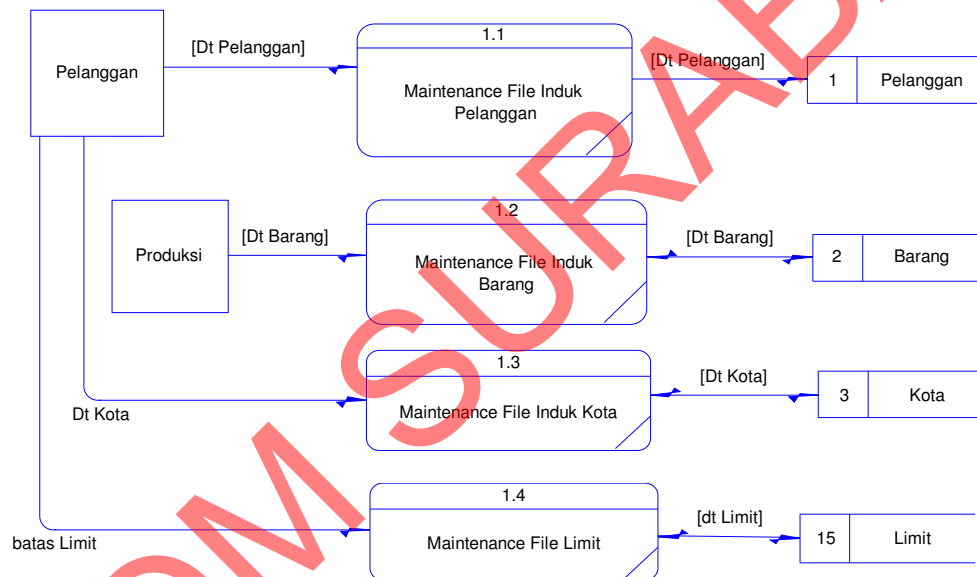 Pelanggan
[Dt Pelanggan]
1.1
Maintenance File Induk
Pelanggan
[Dt Pelanggan]
1
Pelanggan
Produksi
[Dt Barang]
1.2
Maintenance File Induk
Barang
[Dt Barang]
2
Barang
Dt Kota
1.3
Maintenance File Induk Kota
[Dt Kota]
3
Kota
batas Limit
1.4
Maintenance File Limit
[dt Limit]
15
Limit